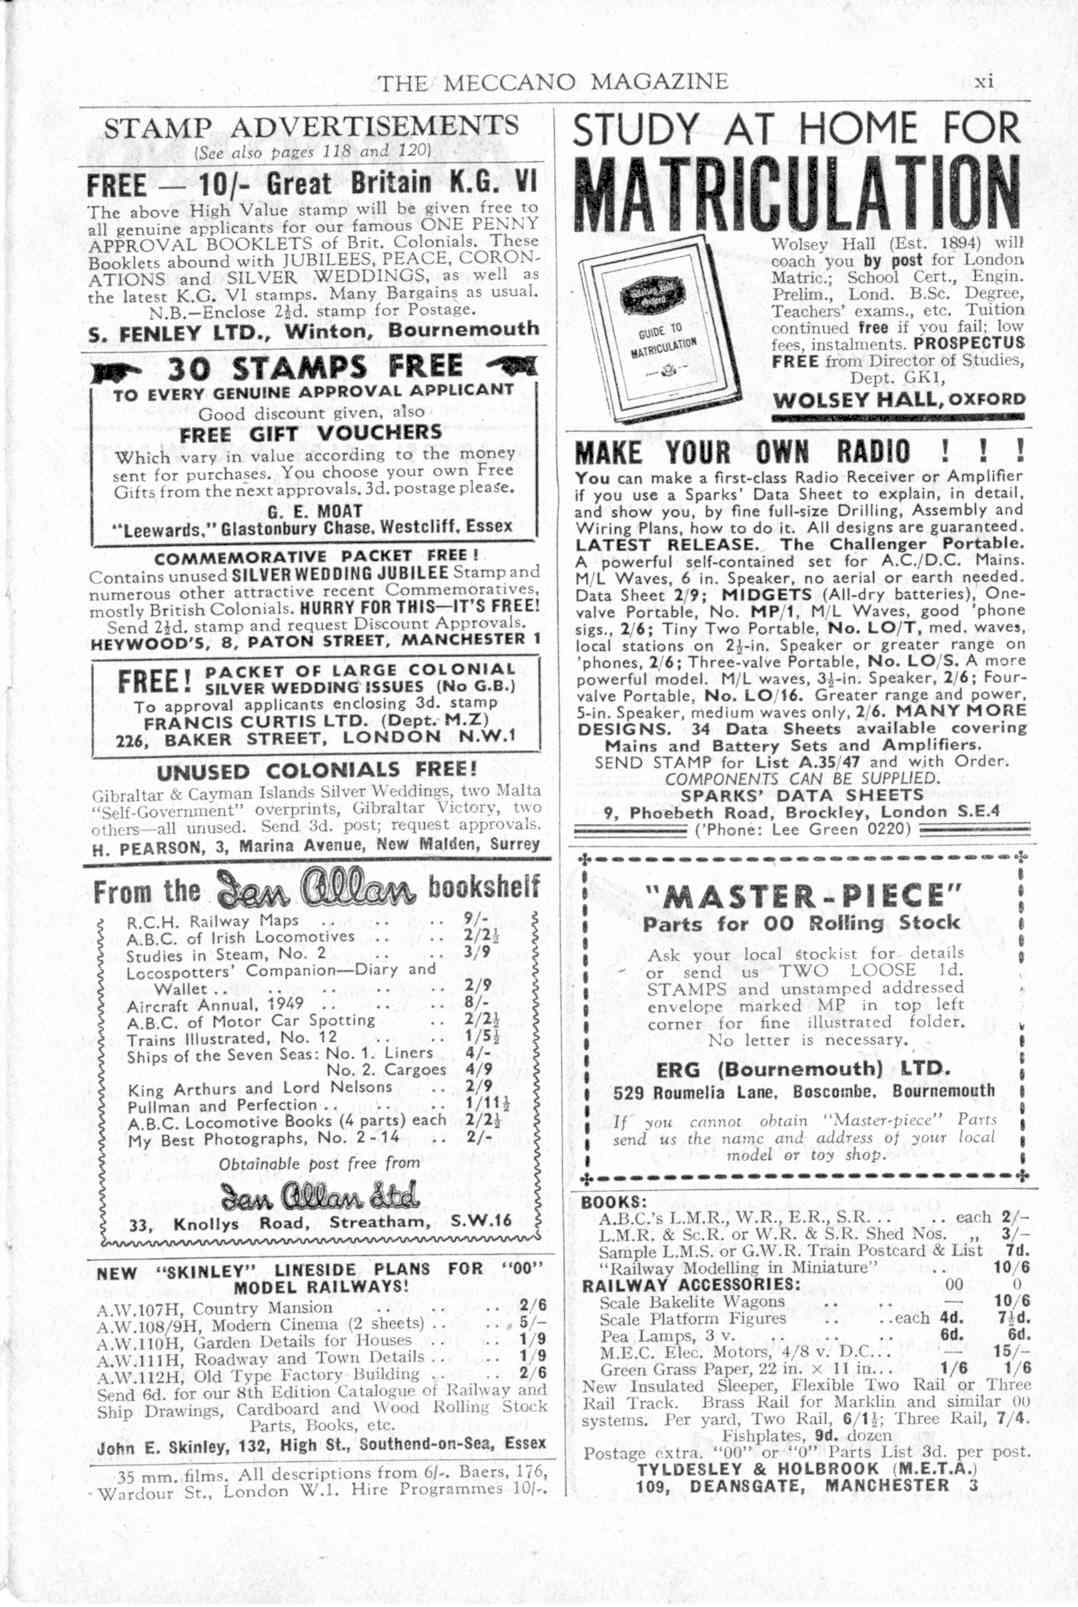 THE MECCANO MAGAZINE
xi
STAMP ADVERTISEMENTS
(See also pages 118 and 120)
FREE — 10/- Great Britain K.G. VI
The above High Value stamp will be given free to
all genuine applicants for our famous ONE PENNY
APPROVAL BOOKLETS of Brit. Colonials. These
Booklets abound with JUBILEES, PEACE, CORON-
ATIONS and SILVER WEDDINGS, as well as
the latest K.G. VI stamps. Many Bargains as usual.
N.B.—Enclose 2½d. stamp for Postage.
S. FENLEY LTD., Winton, Bournemouth
30 STAMPS FREE
TO EVERY GENUINE APPROVAL APPLICANT
Good discount given, also
FREE GIFT VOUCHERS
Which vary in value according to the money
sent for purchases. You choose your own Free
Gifts from the next approvals. 3d. postage please.
G. E. MOAT
"Leewards," Glastonbury Chase, Westcliff, Essex
COMMEMORATIVE PACKET FREE!
Contains unused SILVER WEDDING JUBILEE Stamp and
numerous other attractive recent Commemoratives,
mostly British Colonials. HURRY FOR THIS—IT'S FREE!
Send 2½d. stamp and request Discount Approvals.
HEYWOOD'S, 8, PATON STREET, MANCHESTER 1
FREE! PACKET OF LARGE COLONIAL
SILVER WEDDING ISSUES (No G.B.)
To approval applicants enclosing 3d. stamp
FRANCIS CURTIS LTD. (Dept. M.Z)
226, BAKER STREET, LONDON N.W.1
UNUSED COLONIALS FREE!
Gibraltar & Cayman Islands Silver Weddings, two Malta
"Self-Government" overprints, Gibraltar Victory, two
others—all unused. Send 3d. post; request approvals.
H. PEARSON, 3, Marina Avenue, New Malden, Surrey
From the Ian Allan bookshelf
R.C.H. Railway Maps .. .. .. 9/-
A.B.C. of Irish Locomotives .. .. 2/2½
Studies in Steam, No. 2 .. .. 3/9
Locospotters' Companion—Diary and
Wallet .. .. .. .. .. 2/9
Aircraft Annual, 1949 .. .. .. 8/-
A.B.C. of Motor Car Spotting .. 2/2½
Trains Illustrated, No. 12 .. .. 1/5½
Ships of the Seven Seas: No. 1. Liners 4/-
No. 2. Cargoes 4/9
King Arthurs and Lord Nelsons .. 2/9
Pullman and Perfection .. .. .. 1/11½
A.B.C. Locomotive Books (4 parts) each 2/2½
My Best Photographs, No. 2-14 .. 2/-
Obtainable post free from
Ian Allan Ltd.
33, Knollys Road, Streatham, S.W.16
NEW "SKINLEY" LINESIDE PLANS FOR "00"
MODEL RAILWAYS!
A.W.107H, Country Mansion .. .. .. 2/6
A.W.108/9H, Modern Cinema (2 sheets) .. .. 5/-
A.W.110H, Garden Details for Houses .. .. 1/9
A.W.111H, Roadway and Town Details .. .. 1/9
A.W.112H, Old Type Factory Building .. .. 2/6
Send 6d. for our 8th Edition Catalogue of Railway and
Ship Drawings, Cardboard and Wood Rolling Stock
Parts, Books, etc.
John E. Skinley, 132, High St., Southend-on-Sea, Essex
35 mm. films. All descriptions from 6/-. Baers, 176,
Wardour St., London W.1. Hire Programmes 10/-.
STUDY AT HOME FOR
MATRICULATION
Wolsey Hall
Oxford
GUIDE TO
MATRICULATION
Wolsey Hall (Est. 1894) will
coach you by post for London
Matric.; School Cert., Engin.
Prelim., Lond. B.Sc. Degree,
Teachers' exams., etc. Tuition
continued free if you fail; low
fees, instalments. PROSPECTUS
FREE from Director of Studies,
Dept. GK1,
WOLSEY HALL, OXFORD
MAKE YOUR OWN RADIO ! ! !
You can make a first-class Radio Receiver or Amplifier
if you use a Sparks' Data Sheet to explain, in detail,
and show you, by fine full-size Drilling, Assembly and
Wiring Plans, how to do it. All designs are guaranteed.
LATEST RELEASE. The Challenger Portable.
A powerful self-contained set for A.C./D.C. Mains.
M/L Waves, 6 in. Speaker, no aerial or earth needed.
Data Sheet 2/9; MIDGETS (All-dry batteries), One-
valve Portable, No. MP/1, M/L Waves, good 'phone
sigs., 2/6; Tiny Two Portable, No. LO/T, med. waves,
local stations on 2½-in. Speaker or greater range on
'phones, 2/6; Three-valve Portable, No. LO/S. A more
powerful model. M/L waves, 3½-in. Speaker, 2/6; Four-
valve Portable, No. LO/16. Greater range and power,
5-in. Speaker, medium waves only, 2/6. MANY MORE
DESIGNS. 34 Data Sheets available covering
Mains and Battery Sets and Amplifiers.
SEND STAMP for List A.35/47 and with Order.
COMPONENTS CAN BE SUPPLIED.
SPARKS' DATA SHEETS
9, Phoebeth Road, Brockley, London S.E.4
('Phone: Lee Green 0220)
"MASTER-PIECE"
Parts for OO Rolling Stock
Ask your local stockist for details
or send us TWO LOOSE 1d.
STAMPS and unstamped addressed
envelope marked MP in top left
corner for fine illustrated folder.
No letter is necessary.
ERG (Bournemouth) LTD.
529 Roumelia Lane, Boscombe, Bournemouth
If you cannot obtain "Master-piece" Parts
send us the name and address of your local
model or toy shop.
BOOKS:
A.B.C.'s L.M.R., W.R., E.R., S.R... .. each 2/-
L.M.R. & Sc.R. or W.R. & S.R. Shed Nos. ,, 3/-
Sample L.M.S. or G.W.R. Train Postcard & List 7d.
"Railway Modelling in Miniature" .. 10/6
RAILWAY ACCESSORIES: 00 0
Scale Bakelite Wagons .. .. — 10/6
Scale Platform Figures .. ..each 4d. 7½d.
Pea Lamps, 3 v. .. .. .. 6d. 6d.
M.E.C. Elec. Motors, 4/8 v. D.C... — 15/-
Green Grass Paper, 22 in. × 11 in... 1/6 1/6
New Insulated Sleeper, Flexible Two Rail or Three
Rail Track. Brass Rail for Marklin and similar 00
systems. Per yard, Two Rail, 6/1½; Three Rail, 7/4.
Fishplates, 9d. dozen
Postage extra. "00" or "0" Parts List 3d. per post.
TYLDESLEY & HOLBROOK (M.E.T.A.)
109, DEANSGATE, MANCHESTER 3